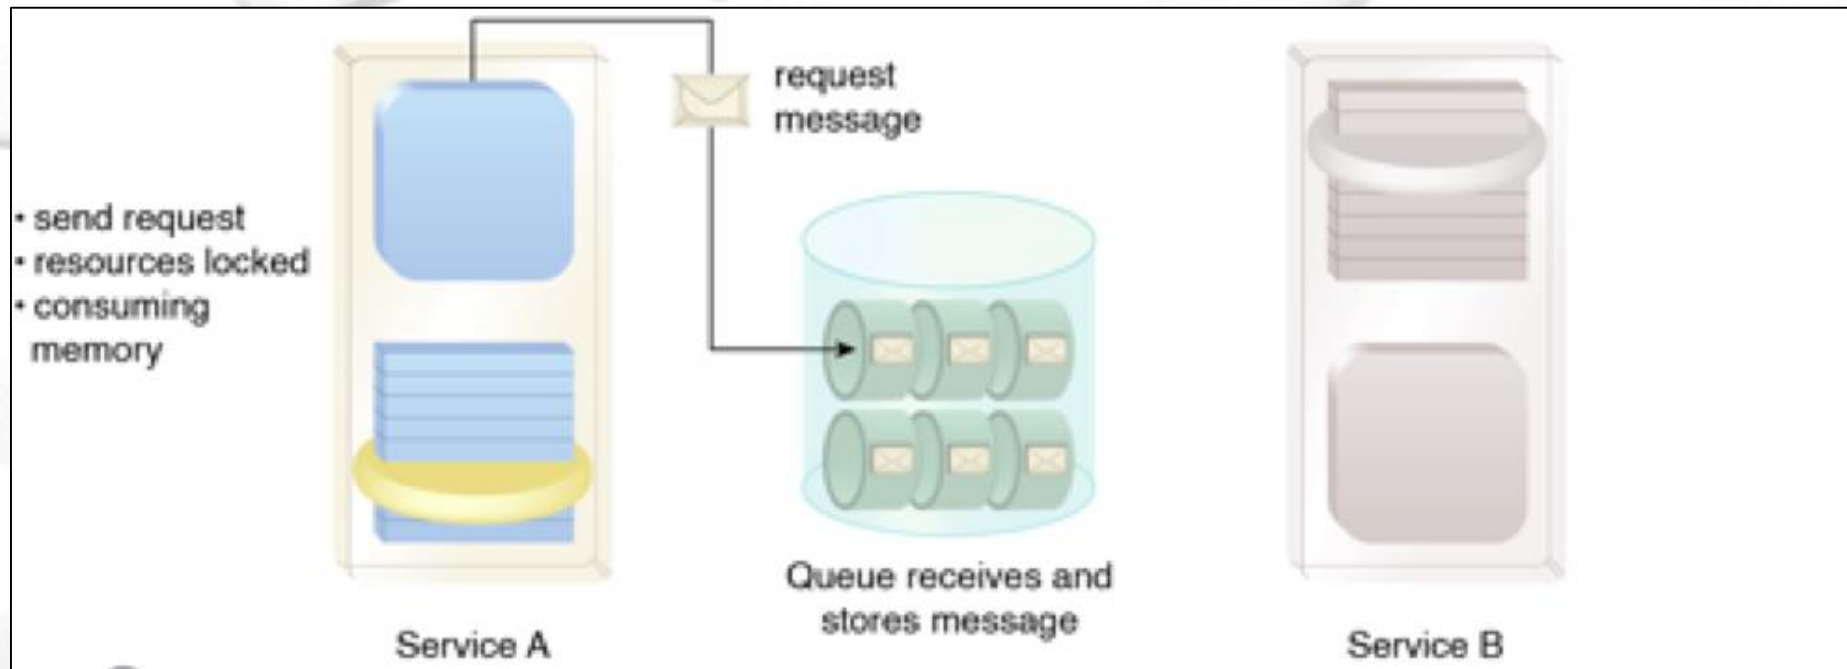 request
message
• send request
• resources locked
• consuming
memory
Queue receives and
stores message
Service A
Service B